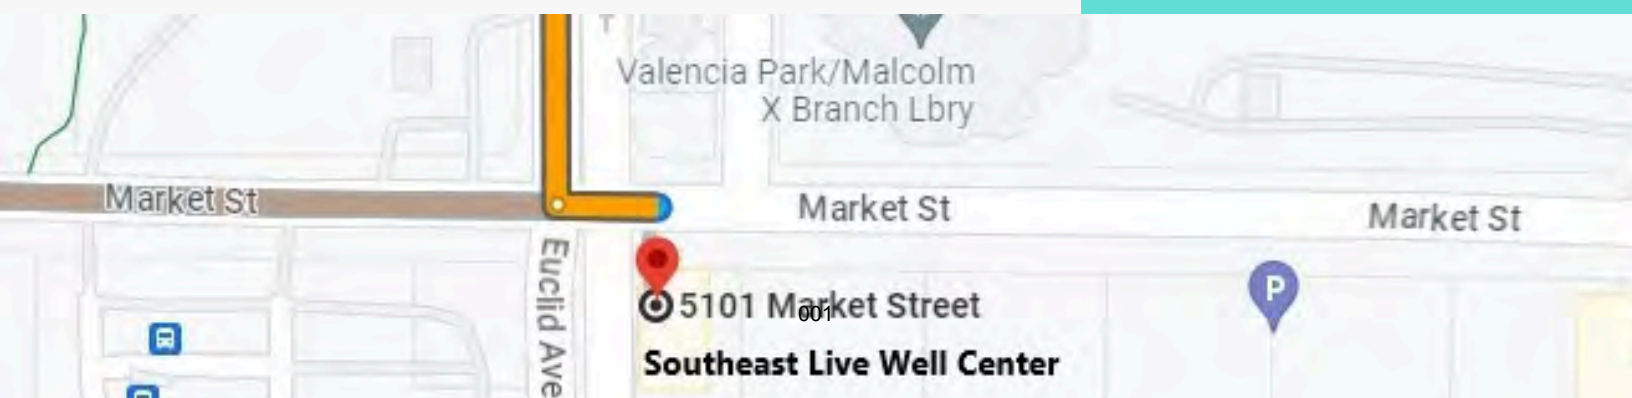 Valencia Park/Malcolm
X Branch Lbry
Market St
Market St
Market St
Euclid Ave
P
5101 Market Street
001
Southeast Live Well Center